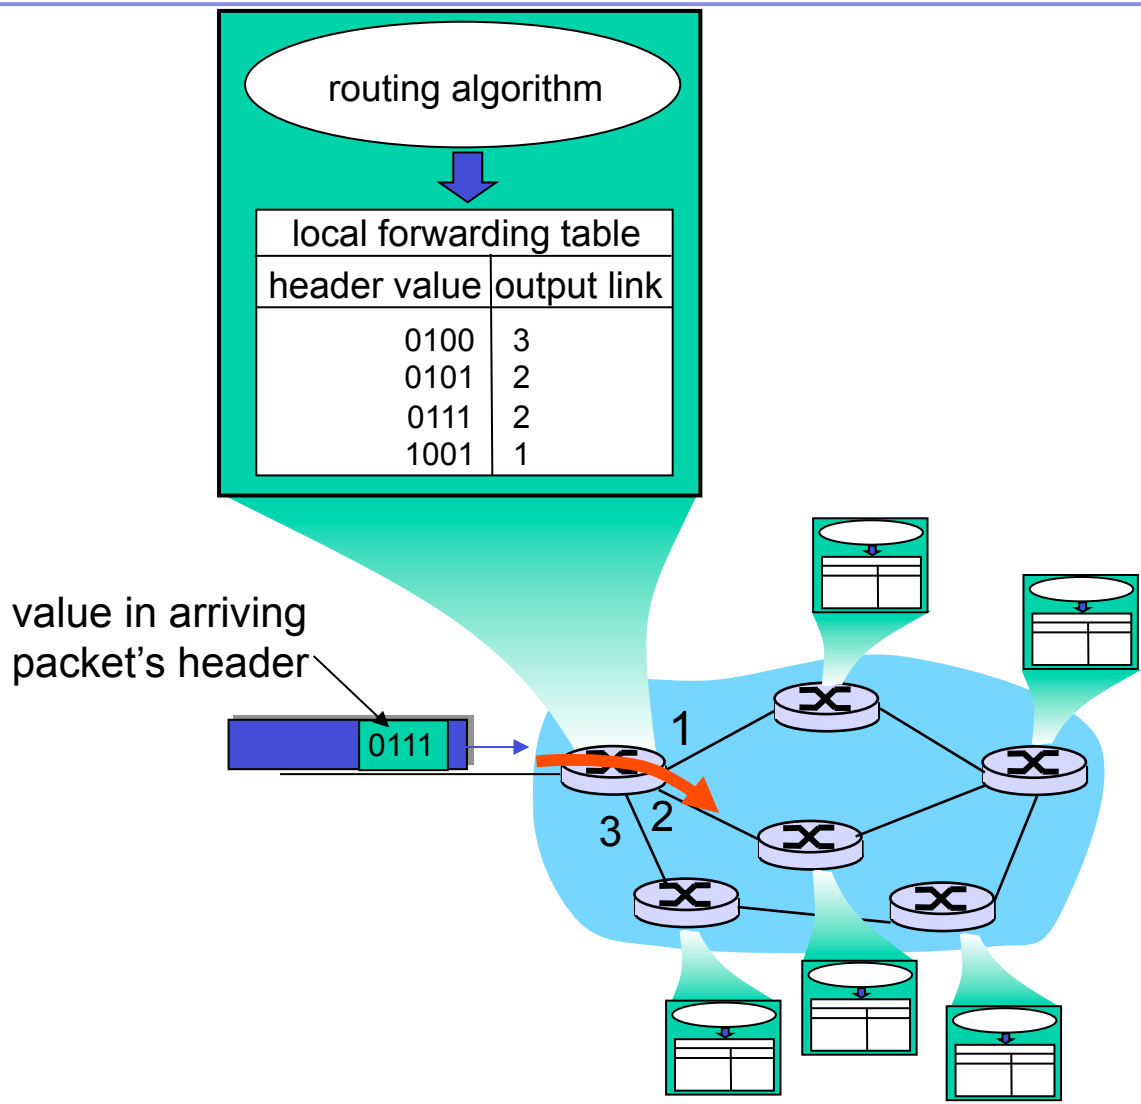 routing algorithm
local forwarding table
header value output link
0100 3
0101 2
0111 2
1001 1
value in arriving
packet's header
0111
1
2
3